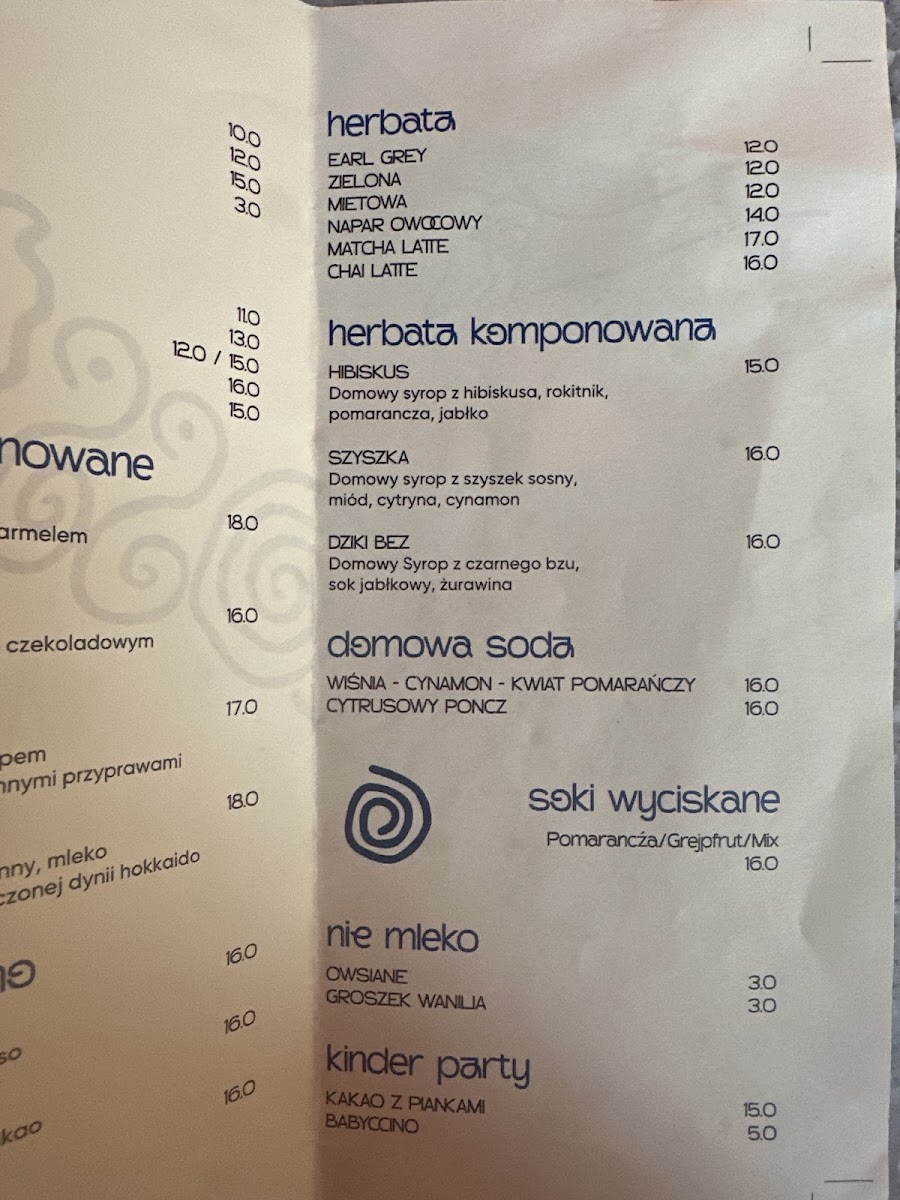 10.0
12.0
15.0
3.0
11.0
13.0
12.0 / 15.0
16.0
15.0
nowane
armelem
18.0
16.0
czekoladowym
17.0
pem
nnymi przyprawami
18.0
nny, mleko
czonej dynii hokkaido
16.0
so
16.0
kao
16.0
herbata
EARL GREY 12.0
ZIELONA 12.0
MIETOWA 12.0
NAPAR OWOCOWY 14.0
MATCHA LATTE 17.0
CHAI LATTE 16.0
herbata komponowana
HIBISKUS 15.0
Domowy syrop z hibiskusa, rokitnik,
pomarancza, jabłko
SZYSZKA 16.0
Domowy syrop z szyszek sosny,
miód, cytryna, cynamon
DZIKI BEZ 16.0
Domowy Syrop z czarnego bzu,
sok jabłkowy, żurawina
domowa soda
WIŚNIA - CYNAMON - KWIAT POMARAŃCZY 16.0
CYTRUSOWY PONCZ 16.0
soki wyciskane
Pomarancźa/Grejpfrut/Mix
16.0
nie mleko
OWSIANE 3.0
GROSZEK WANILIA 3.0
kinder party
KAKAO Z PIANKAMI 15.0
BABYCCINO 5.0